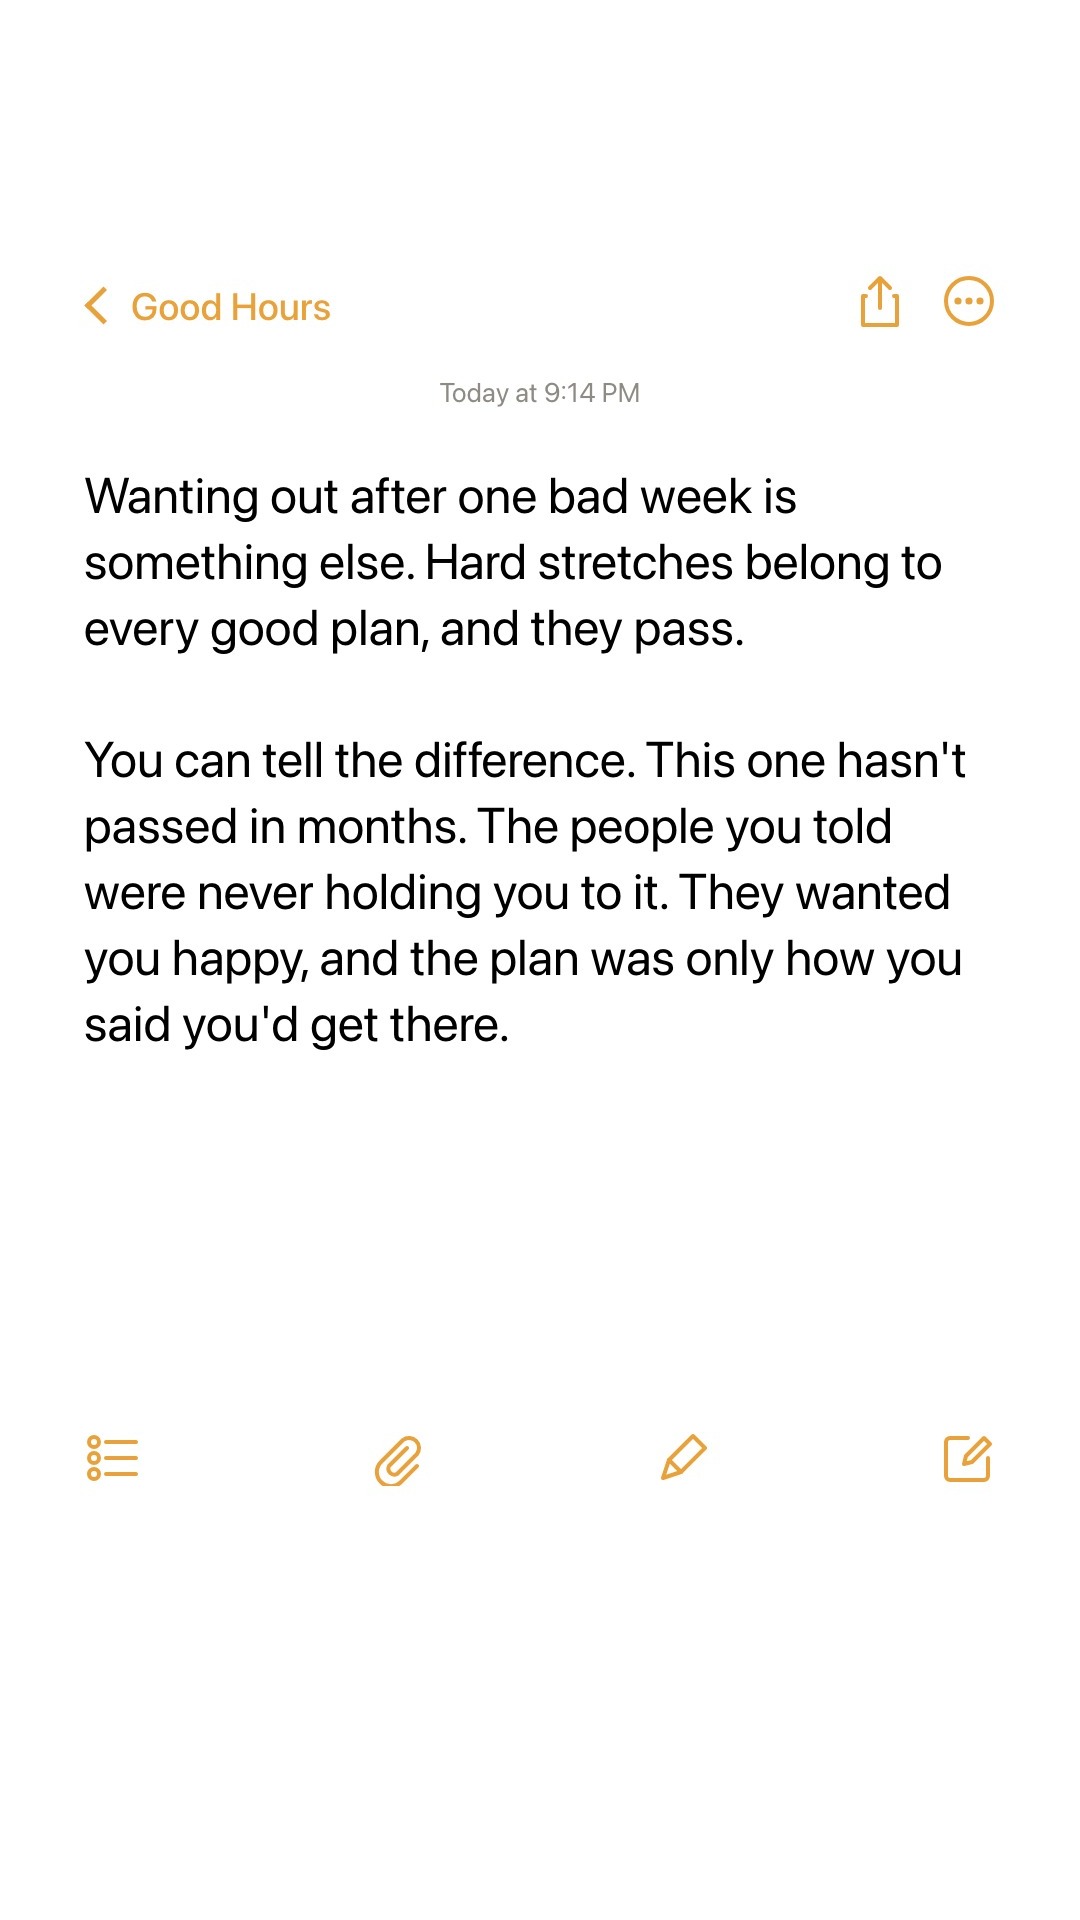 Good Hours
Today at 9:14 PM
Wanting out after one bad week is
something else. Hard stretches belong to
every good plan, and they pass.
You can tell the difference. This one hasn't
passed in months. The people you told
were never holding you to it. They wanted
you happy, and the plan was only how you
said you'd get there.